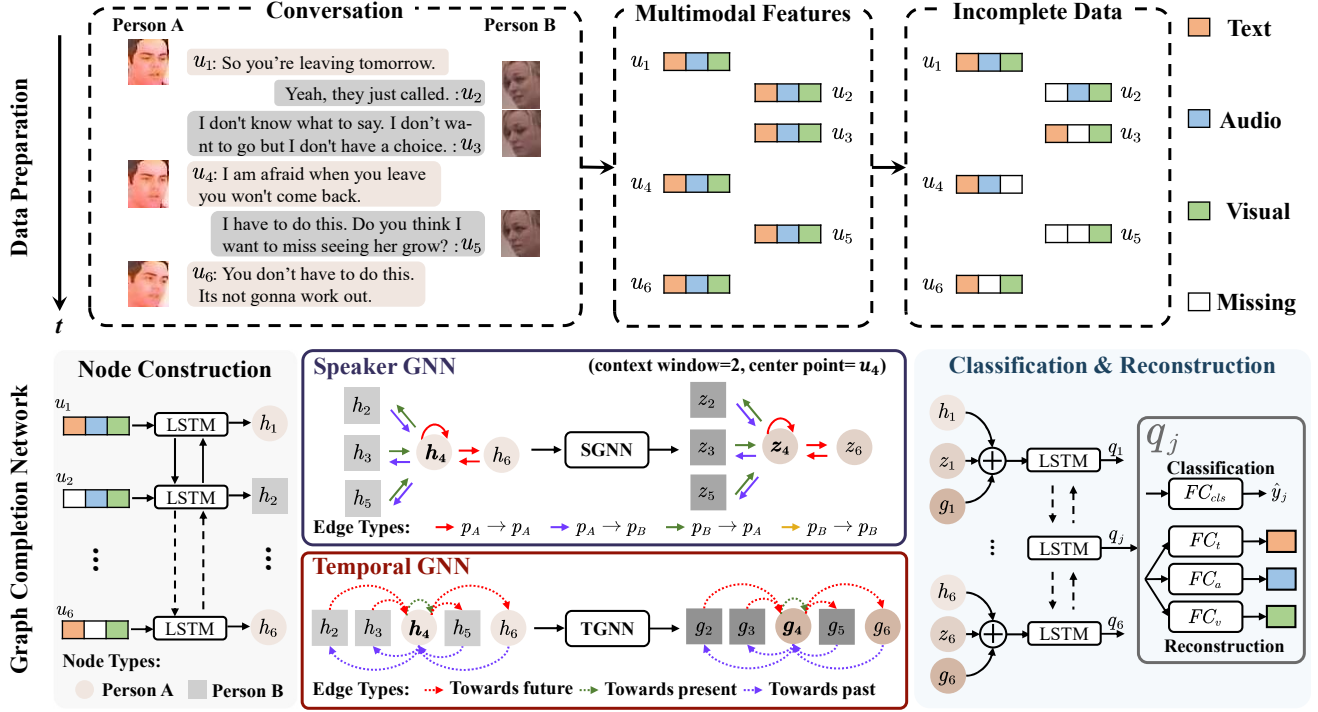 Data Preparation
t
Conversation
Person A
Person B
u1: So you're leaving tomorrow.
Yeah, they just called. :u2
I don't know what to say. I don't wa-
nt to go but I don't have a choice. :u3
u4: I am afraid when you leave
you won't come back.
I have to do this. Do you think I
want to miss seeing her grow? :u5
u6: You don't have to do this.
Its not gonna work out.
Multimodal Features
u1
u2
u3
u4
u5
u6
Incomplete Data
u1
u2
u3
u4
u5
u6
Text
Audio
Visual
Missing
Graph Completion Network
Node Construction
u1
LSTM
h1
u2
LSTM
h2
...
...
u6
LSTM
h6
Node Types:
Person A
Person B
Speaker GNN
(context window=2, center point= u4)
h2
h3
h4
h6
h5
SGNN
z2
z3
z4
z6
z5
Edge Types:
pA → pA
pA → pB
pB → pA
pB → pB
Temporal GNN
h2
h3
h4
h5
h6
TGNN
g2
g3
g4
g5
g6
Edge Types:
Towards future
Towards present
Towards past
Classification & Reconstruction
h1
z1
g1
+
LSTM
q1
...
LSTM
qj
h6
z6
g6
+
LSTM
q6
qj
Classification
FCcls
ŷj
FCt
FCa
FCv
Reconstruction